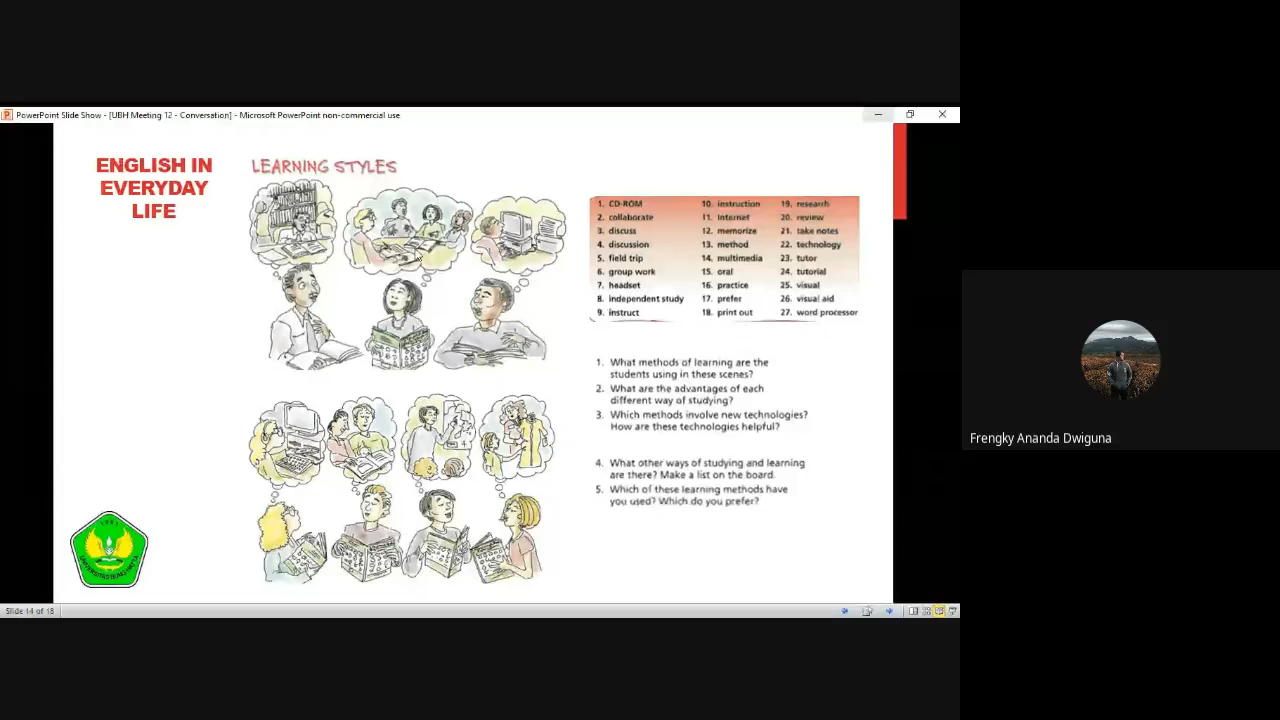 PowerPoint Slide Show - [UBH Meeting 12 - Conversation] - Microsoft PowerPoint non-commercial use
ENGLISH IN
EVERYDAY
LIFE
LEARNING STYLES
1. CD-ROM
2. collaborate
3. discuss
4. discussion
5. field trip
6. group work
7. headset
8. independent study
9. instruct
10. instruction
11. Internet
12. memorize
13. method
14. multimedia
15. oral
16. practice
17. prefer
18. print out
19. research
20. review
21. take notes
22. technology
23. tutor
24. tutorial
25. visual
26. visual aid
27. word processor
1. What methods of learning are the
students using in these scenes?
2. What are the advantages of each
different way of studying?
3. Which methods involve new technologies?
How are these technologies helpful?
4. What other ways of studying and learning
are there? Make a list on the board.
5. Which of these learning methods have
you used? Which do you prefer?
1981
UNIVERSITAS BUNG HATTA
Slide 14 of 18
Frengky Ananda Dwiguna